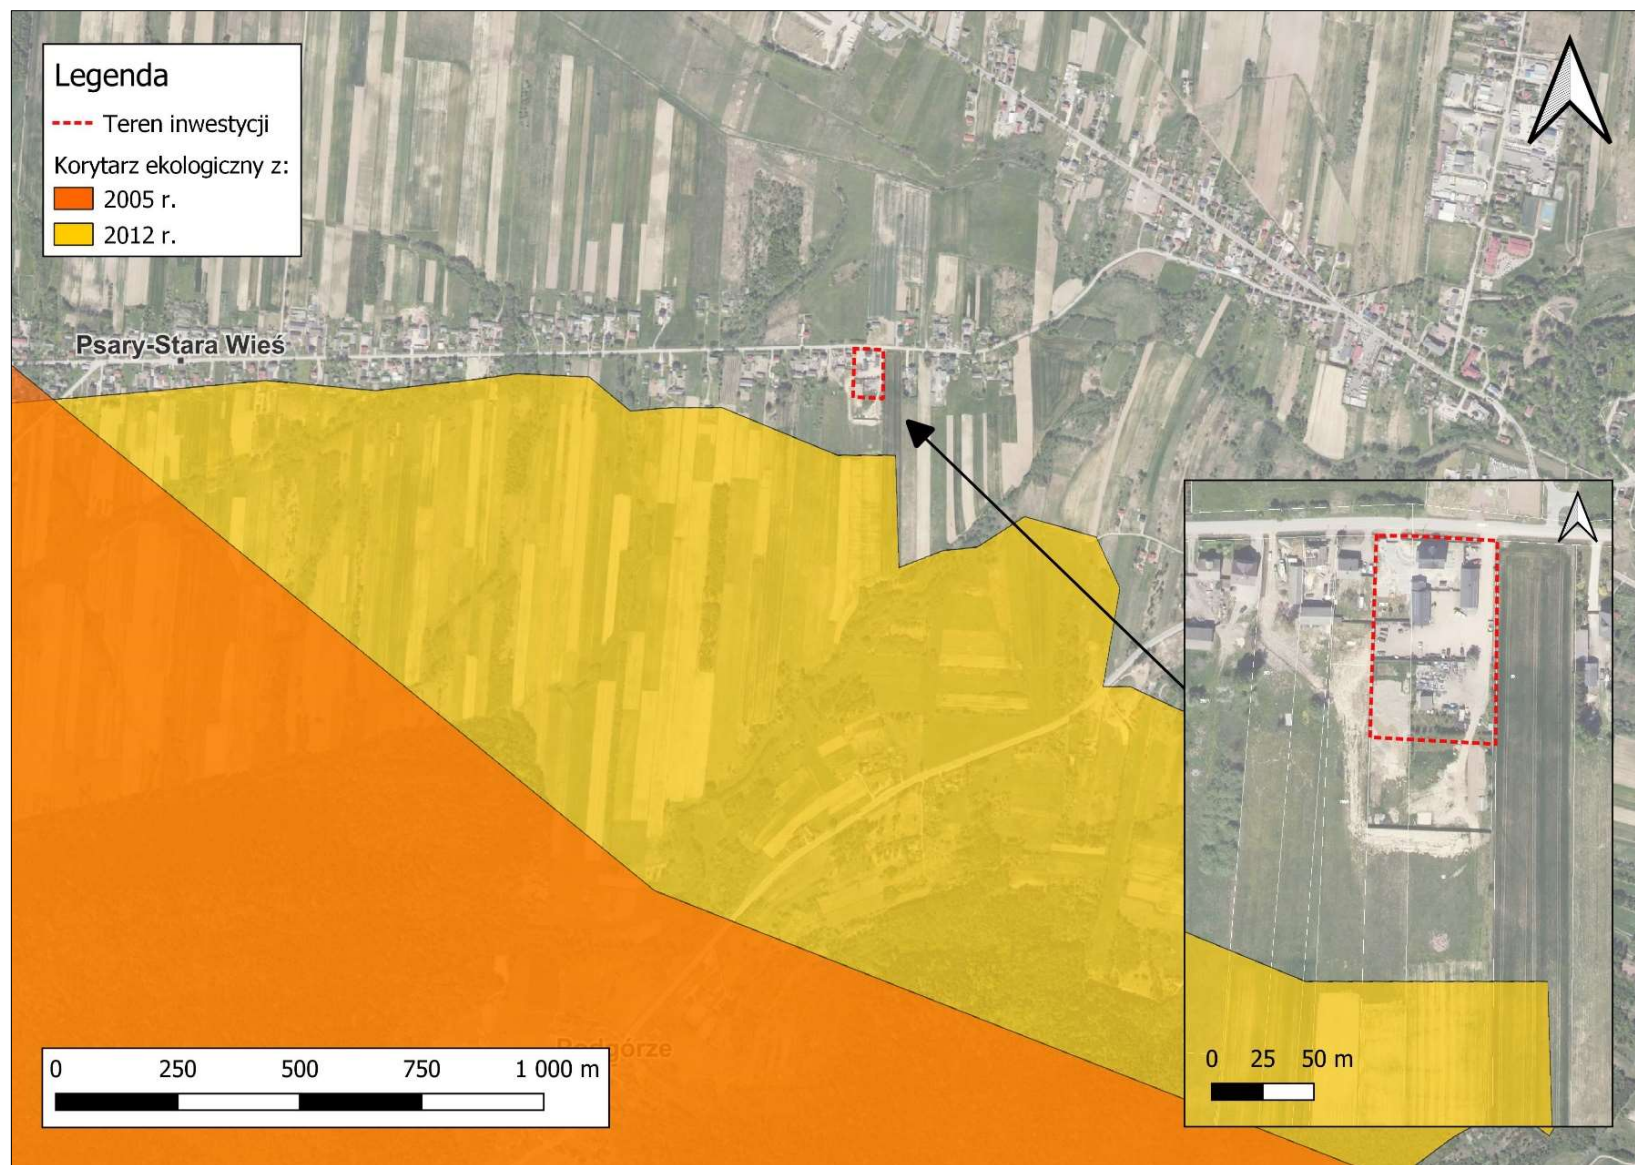 Legenda
Teren inwestycji
Korytarz ekologiczny z:
2005 r.
2012 r.
Psary-Stara Wieś
Podgórze
0 250 500 750 1 000 m
0 25 50 m